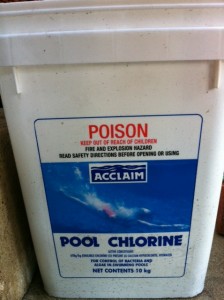 POISON
KEEP OUT OF REACH OF CHILDREN
FIRE AND EXPLOSION HAZARD
READ SAFETY DIRECTIONS BEFORE OPENING OR USING
ACCLAIM
POOL CHLORINE
FOR CONTROL OF BACTERIA AND
ALGAE IN SWIMMING POOLS
NET CONTENTS 10 kg